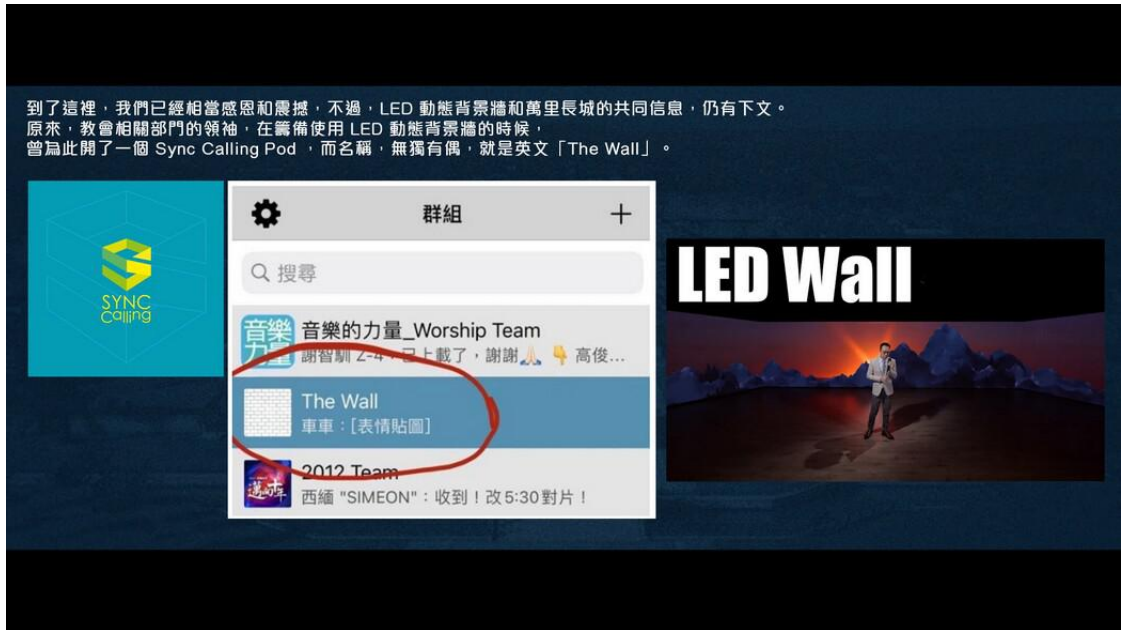 到了這裡，我們已經相當感恩和震撼，不過，LED 動態背景牆和萬里長城的共同信息，仍有下文。
原來，教會相關部門的領袖，在籌備使用 LED 動態背景牆的時候，
曾為此開了一個 Sync Calling Pod ，而名稱，無獨有偶，就是英文「The Wall」。
SYNC
Calling
群組
搜尋
音樂
力量
音樂的力量_Worship Team
謝智馴 Z-4：已上載了，謝謝🙏🏻 👇 高俊...
The Wall
車車：[表情貼圖]
2012 Team
西緬 "SIMEON"：收到！改5:30對片！
LED Wall